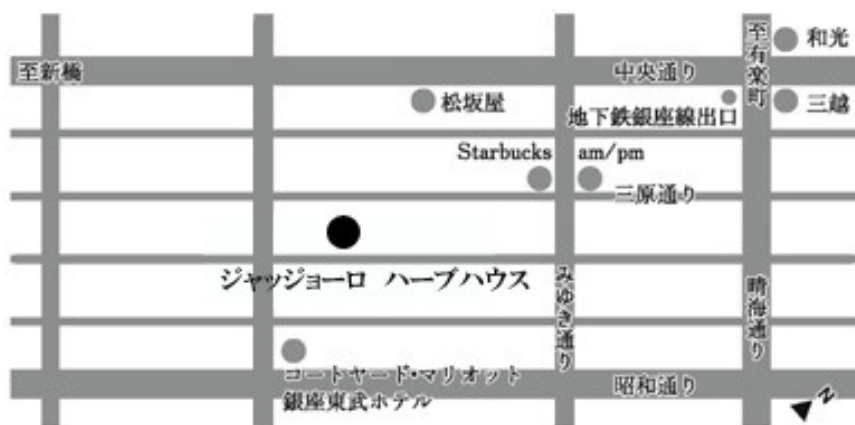 至有楽町
和光
至新橋
中央通り
松坂屋
地下鉄銀座線出口
三越
Starbucks
am/pm
三原通り
ジャッジョーロ ハーブハウス
みゆき通り
晴海通り
コートヤード・マリオット
銀座東武ホテル
昭和通り
N